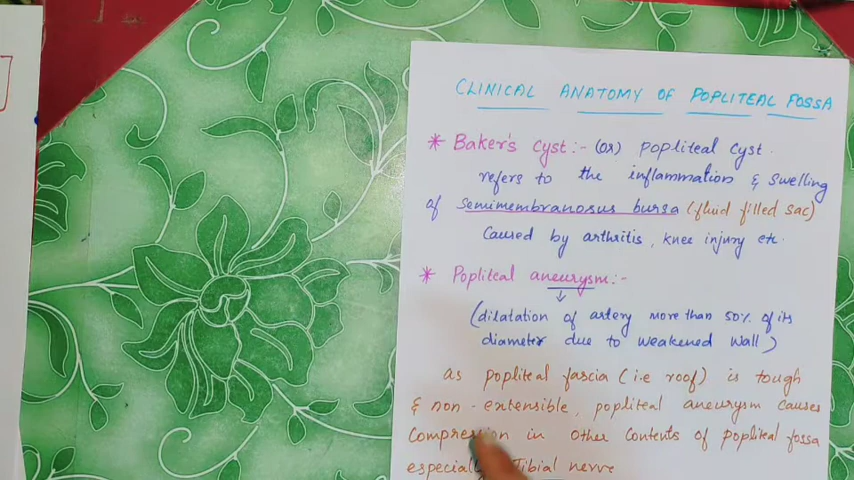 CLINICAL ANATOMY OF POPLITEAL FOSSA
* Baker's cyst :- (or) popliteal cyst.
refers to the inflammation & swelling
of semimembranosus bursa (fluid filled sac)
Caused by arthritis, knee injury etc.
* Popliteal aneurysm :-
↓
(dilatation of artery more than 50% of its
diameter due to weakened wall)
as popliteal fascia (i.e roof) is tough
& non-extensible, popliteal aneurysm causes
Compression in other contents of popliteal fossa
especially Tibial nerve